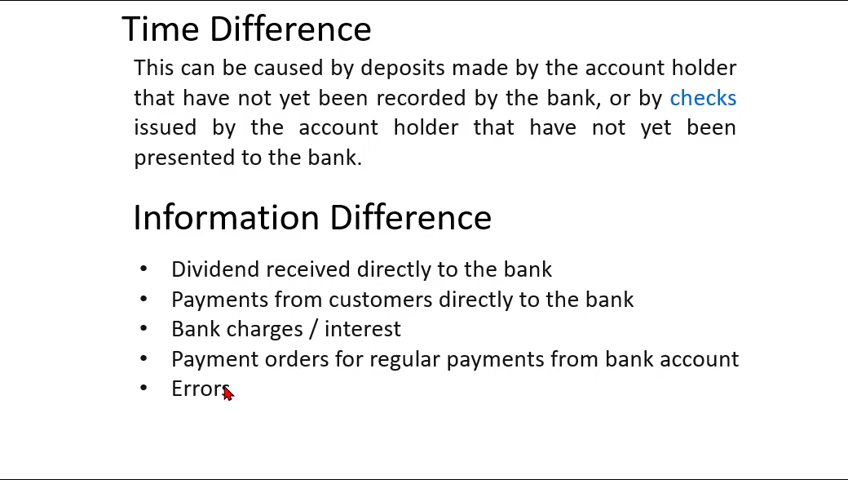 Time Difference
This can be caused by deposits made by the account holder
that have not yet been recorded by the bank, or by checks
issued by the account holder that have not yet been
presented to the bank.
Information Difference
• Dividend received directly to the bank
• Payments from customers directly to the bank
• Bank charges / interest
• Payment orders for regular payments from bank account
• Errors